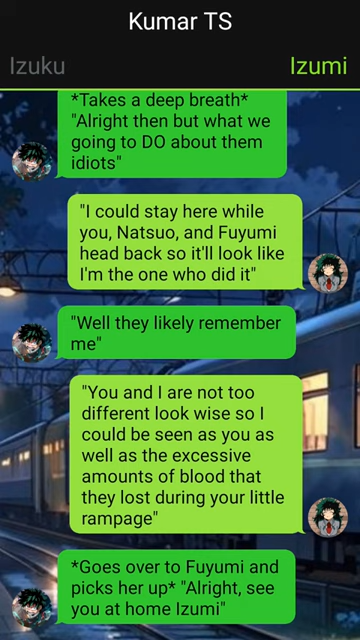 Kumar TS
Izuku
Izumi
*Takes a deep breath*
"Alright then but what we
going to DO about them
idiots"
"I could stay here while
you, Natsuo, and Fuyumi
head back so it'll look like
I'm the one who did it"
"Well they likely remember
me"
"You and I are not too
different look wise so I
could be seen as you as
well as the excessive
amounts of blood that
they lost during your little
rampage"
*Goes over to Fuyumi and
picks her up* "Alright, see
you at home Izumi"